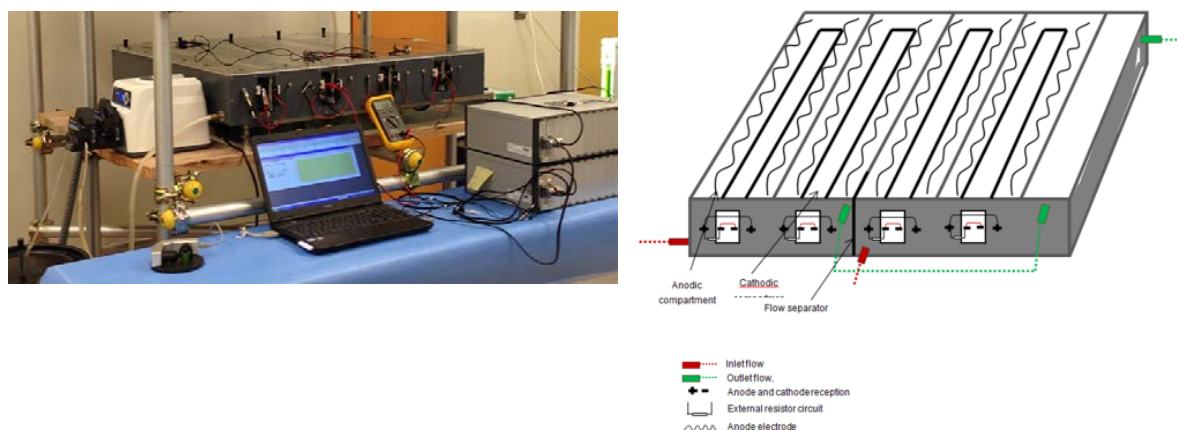 Anodic
compartment
Cathodic
Flow separator
Inlet flow
Outlet flow,
Anode and cathode reception
External resistor circuit
Anode electrode